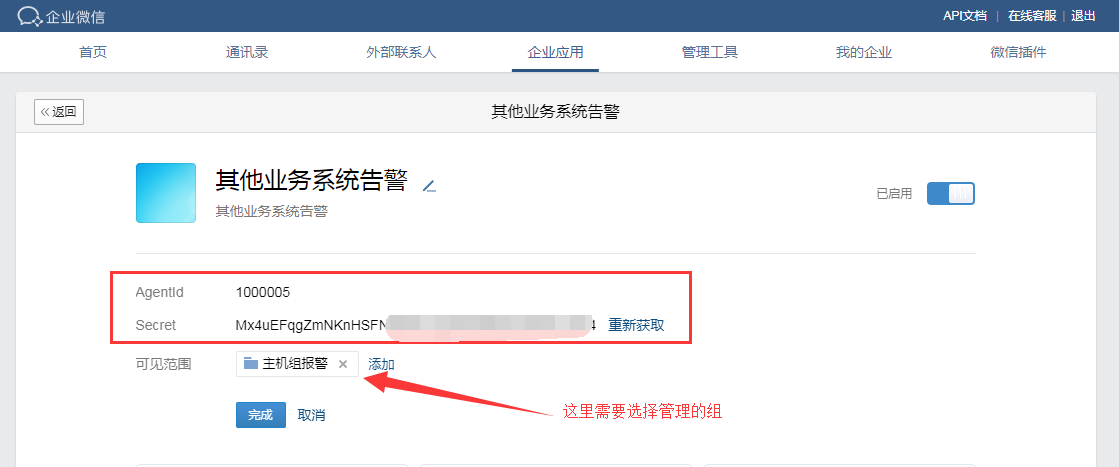 企业微信
API文档 | 在线客服 | 退出
首页 通讯录 外部联系人 企业应用 管理工具 我的企业 微信插件
«返回
其他业务系统告警
其他业务系统告警
其他业务系统告警
已启用
AgentId 1000005
Secret Mx4uEFqgZmNKnHSFN 4 重新获取
可见范围 主机组报警 × 添加
这里需要选择管理的组
完成 取消